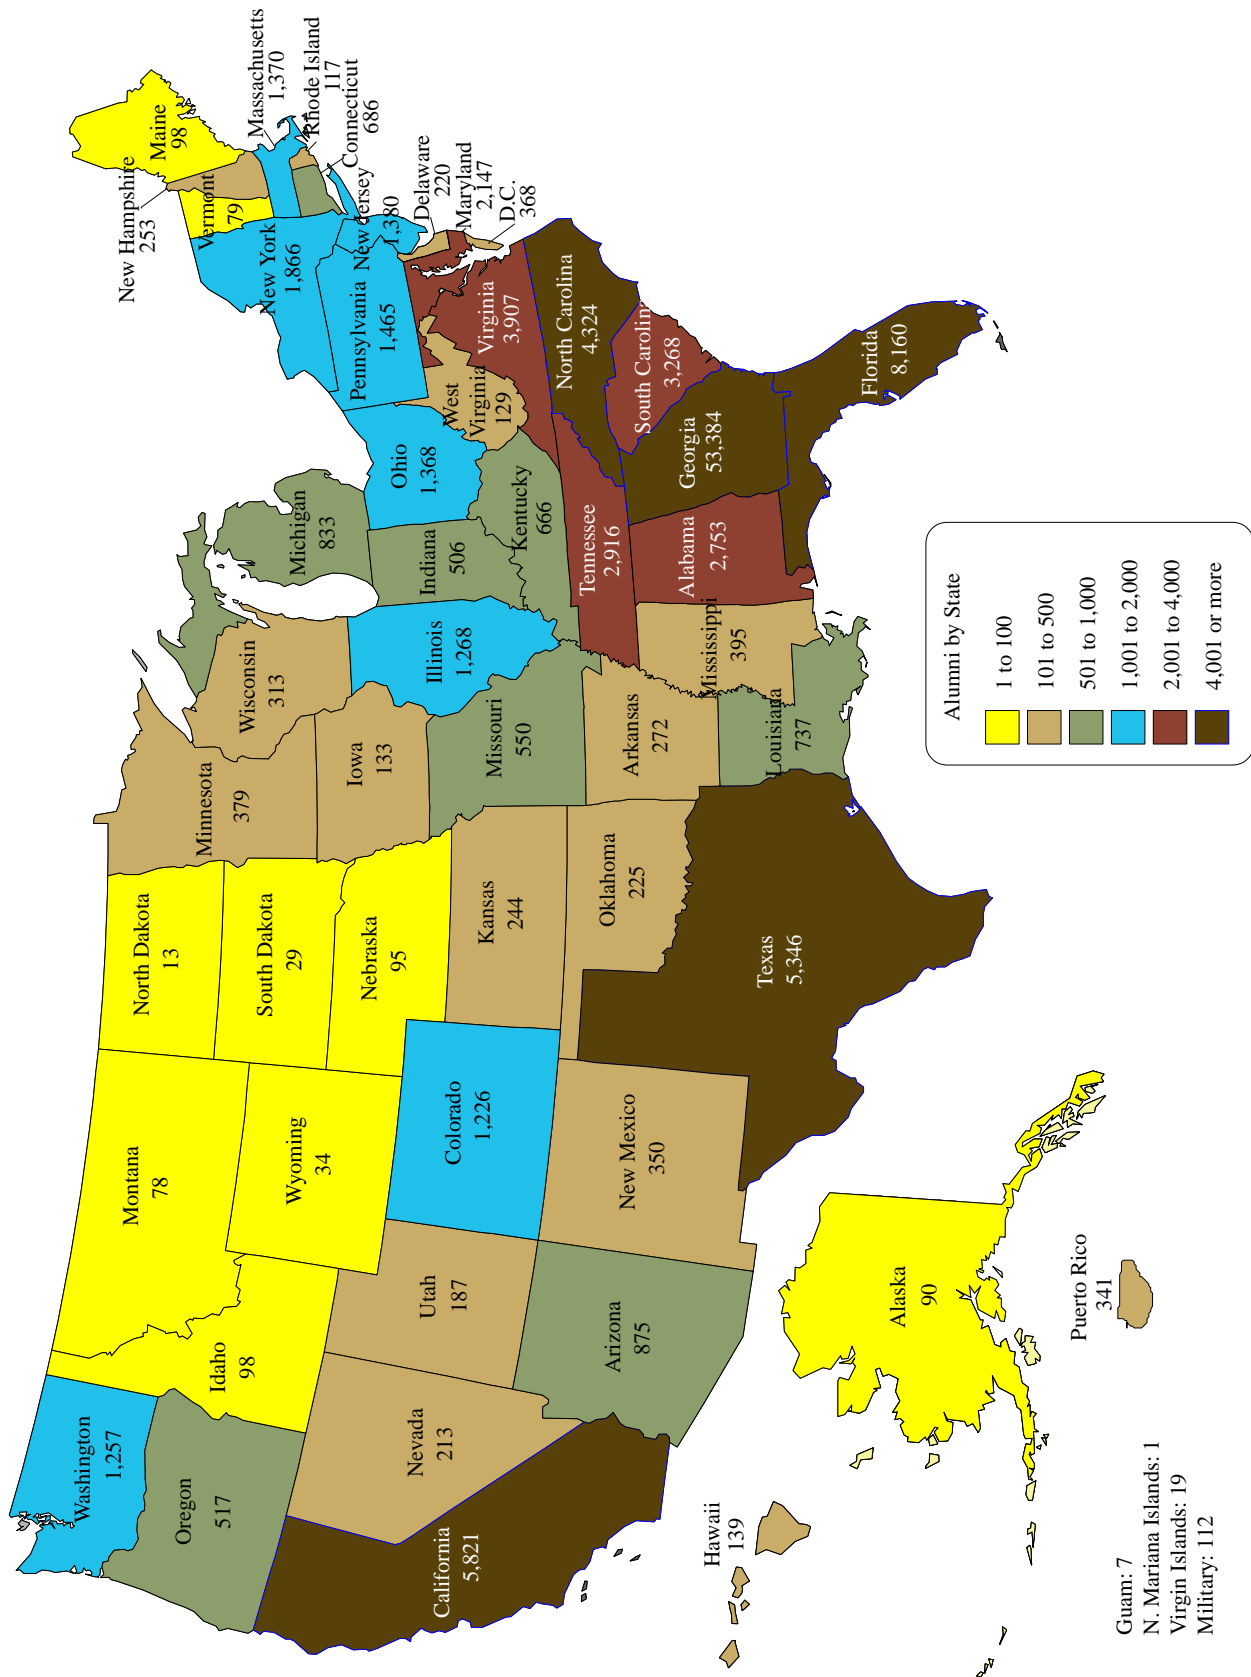 Washington
1,257
Oregon
517
California
5,821
Nevada
213
Idaho
98
Montana
78
Wyoming
34
Utah
187
Arizona
875
Colorado
1,226
New Mexico
350
North Dakota
13
South Dakota
29
Nebraska
95
Kansas
244
Oklahoma
225
Texas
5,346
Minnesota
379
Iowa
133
Missouri
550
Arkansas
272
Louisiana
737
Wisconsin
313
Illinois
1,268
Mississippi
395
Michigan
833
Indiana
506
Kentucky
666
Tennessee
2,916
Alabama
2,753
Ohio
1,368
West
Virginia
129
Georgia
53,384
Florida
8,160
South Carolina
3,268
North Carolina
4,324
Virginia
3,907
Pennsylvania
1,465
New York
1,866
Vermont
79
New Hampshire
253
Maine
98
Massachusetts
1,370
Rhode Island
117
Connecticut
686
New Jersey
1,380
Delaware
220
Maryland
2,147
D.C.
368
Hawaii
139
Alaska
90
Puerto Rico
341
Guam: 7
N. Mariana Islands: 1
Virgin Islands: 19
Military: 112
Alumni by State
1 to 100
101 to 500
501 to 1,000
1,001 to 2,000
2,001 to 4,000
4,001 or more